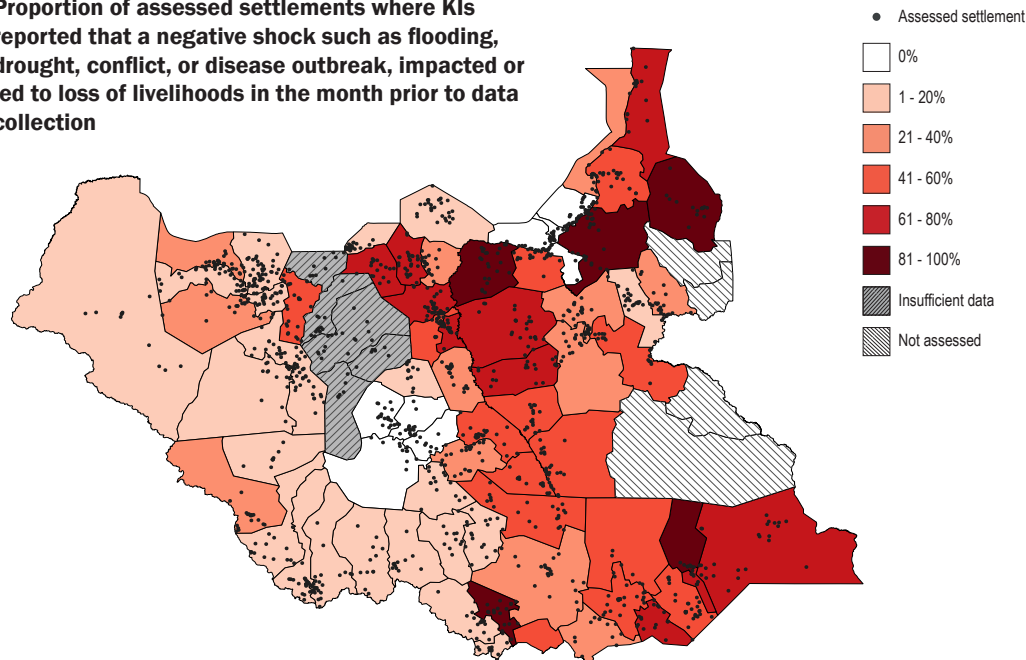 Proportion of assessed settlements where KIs
reported that a negative shock such as flooding,
drought, conflict, or disease outbreak, impacted or
ed to loss of livelihoods in the month prior to data
collection
Assessed settlement
0%
1 - 20%
21 - 40%
41 - 60%
61 - 80%
81 - 100%
Insufficient data
Not assessed